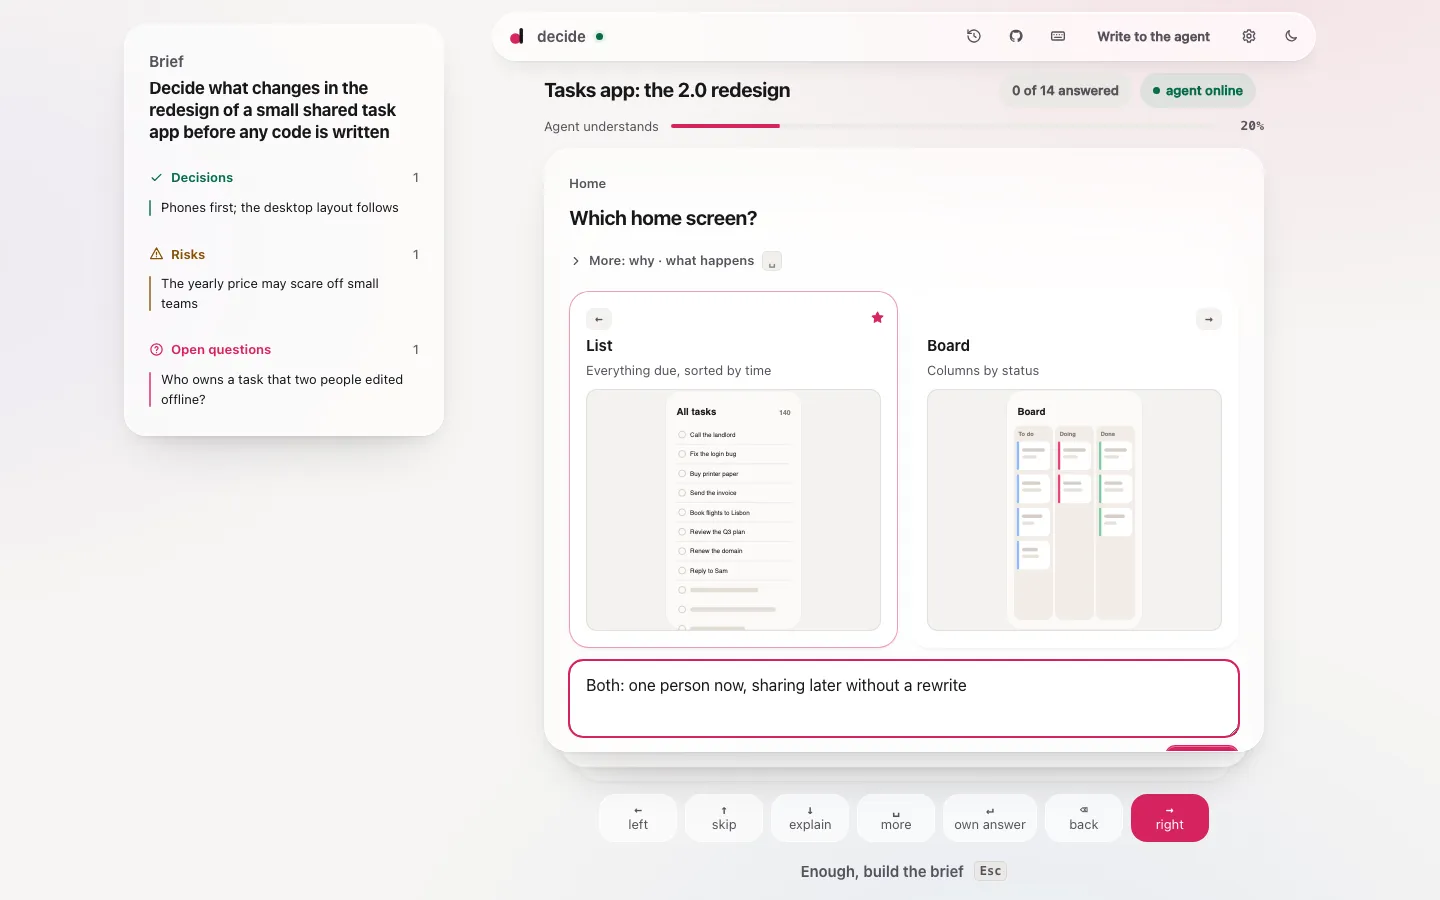 Brief
Decide what changes in the
redesign of a small shared task
app before any code is written
Decisions 1
Phones first; the desktop layout follows
Risks 1
The yearly price may scare off small
teams
Open questions 1
Who owns a task that two people edited
offline?
decide
Write to the agent
Tasks app: the 2.0 redesign
0 of 14 answered
agent online
Agent understands
20%
Home
Which home screen?
More: why · what happens ␣
←
List
Everything due, sorted by time
All tasks 140
Call the landlord
Fix the login bug
Buy printer paper
Send the invoice
Book flights to Lisbon
Review the Q3 plan
Renew the domain
Reply to Sam
→
Board
Columns by status
Board
To do Doing Done
Both: one person now, sharing later without a rewrite
← left
↑ skip
↓ explain
␣ more
↵ own answer
⌫ back
→ right
Enough, build the brief Esc